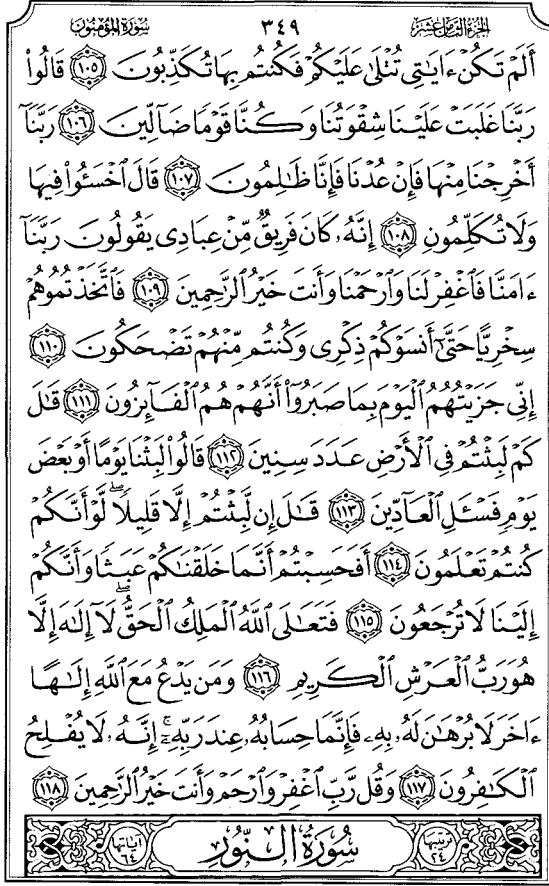 سورة المؤمنون ٣٤٩ الجزء الثامن عشر
أَلَمْ تَكُنْ ءَايَٰتِى تُتْلَىٰ عَلَيْكُمْ فَكُنتُم بِهَا تُكَذِّبُونَ ١٠٥ قَالُوا۟
رَبَّنَا غَلَبَتْ عَلَيْنَا شِقْوَتُنَا وَكُنَّا قَوْمًا ضَآلِّينَ ١٠٦ رَبَّنَآ
أَخْرِجْنَا مِنْهَا فَإِنْ عُدْنَا فَإِنَّا ظَٰلِمُونَ ١٠٧ قَالَ ٱخْسَـُٔوا۟ فِيهَا
وَلَا تُكَلِّمُونِ ١٠٨ إِنَّهُۥ كَانَ فَرِيقٌ مِّنْ عِبَادِى يَقُولُونَ رَبَّنَآ
ءَامَنَّا فَٱغْفِرْ لَنَا وَٱرْحَمْنَا وَأَنتَ خَيْرُ ٱلرَّٰحِمِينَ ١٠٩ فَٱتَّخَذْتُمُوهُمْ
سِخْرِيًّا حَتَّىٰٓ أَنسَوْكُمْ ذِكْرِى وَكُنتُم مِّنْهُمْ تَضْحَكُونَ ١١٠
إِنِّى جَزَيْتُهُمُ ٱلْيَوْمَ بِمَا صَبَرُوٓا۟ أَنَّهُمْ هُمُ ٱلْفَآئِزُونَ ١١١ قَٰلَ
كَمْ لَبِثْتُمْ فِى ٱلْأَرْضِ عَدَدَ سِنِينَ ١١٢ قَالُوا۟ لَبِثْنَا يَوْمًا أَوْ بَعْضَ
يَوْمٍ فَسْـَٔلِ ٱلْعَآدِّينَ ١١٣ قَٰلَ إِن لَّبِثْتُمْ إِلَّا قَلِيلًا ۖ لَّوْ أَنَّكُمْ
كُنتُمْ تَعْلَمُونَ ١١٤ أَفَحَسِبْتُمْ أَنَّمَا خَلَقْنَٰكُمْ عَبَثًا وَأَنَّكُمْ
إِلَيْنَا لَا تُرْجَعُونَ ١١٥ فَتَعَٰلَى ٱللَّهُ ٱلْمَلِكُ ٱلْحَقُّ ۖ لَآ إِلَٰهَ إِلَّا
هُوَ رَبُّ ٱلْعَرْشِ ٱلْكَرِيمِ ١١٦ وَمَن يَدْعُ مَعَ ٱللَّهِ إِلَٰهًا
ءَاخَرَ لَا بُرْهَٰنَ لَهُۥ بِهِۦ فَإِنَّمَا حِسَابُهُۥ عِندَ رَبِّهِۦٓ ۚ إِنَّهُۥ لَا يُفْلِحُ
ٱلْكَٰفِرُونَ ١١٧ وَقُل رَّبِّ ٱغْفِرْ وَٱرْحَمْ وَأَنتَ خَيْرُ ٱلرَّٰحِمِينَ ١١٨
ترتيبها ٢٤ سُورَةُ النُّورِ آياتها ٦٤